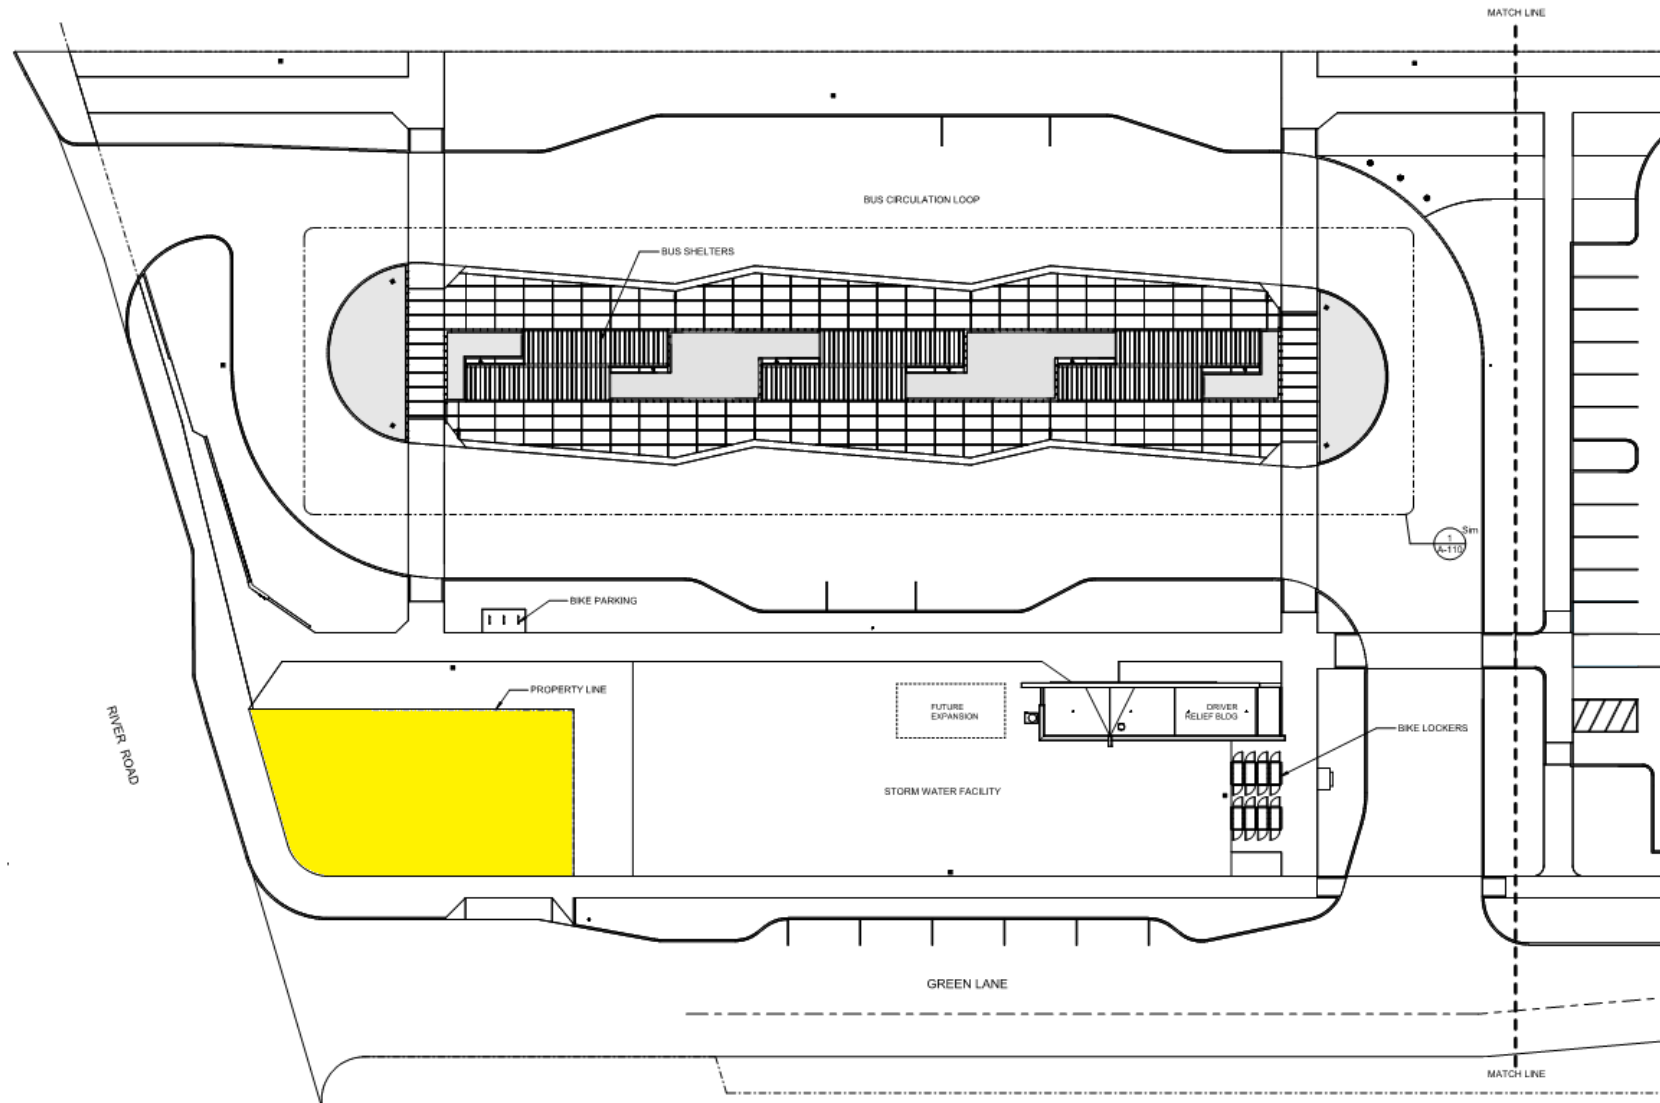 MATCH LINE
BUS CIRCULATION LOOP
BUS SHELTERS
1
A-110
Sim
BIKE PARKING
PROPERTY LINE
FUTURE
EXPANSION
DRIVER
RELIEF BLDG
BIKE LOCKERS
RIVER ROAD
STORM WATER FACILITY
GREEN LANE
MATCH LINE